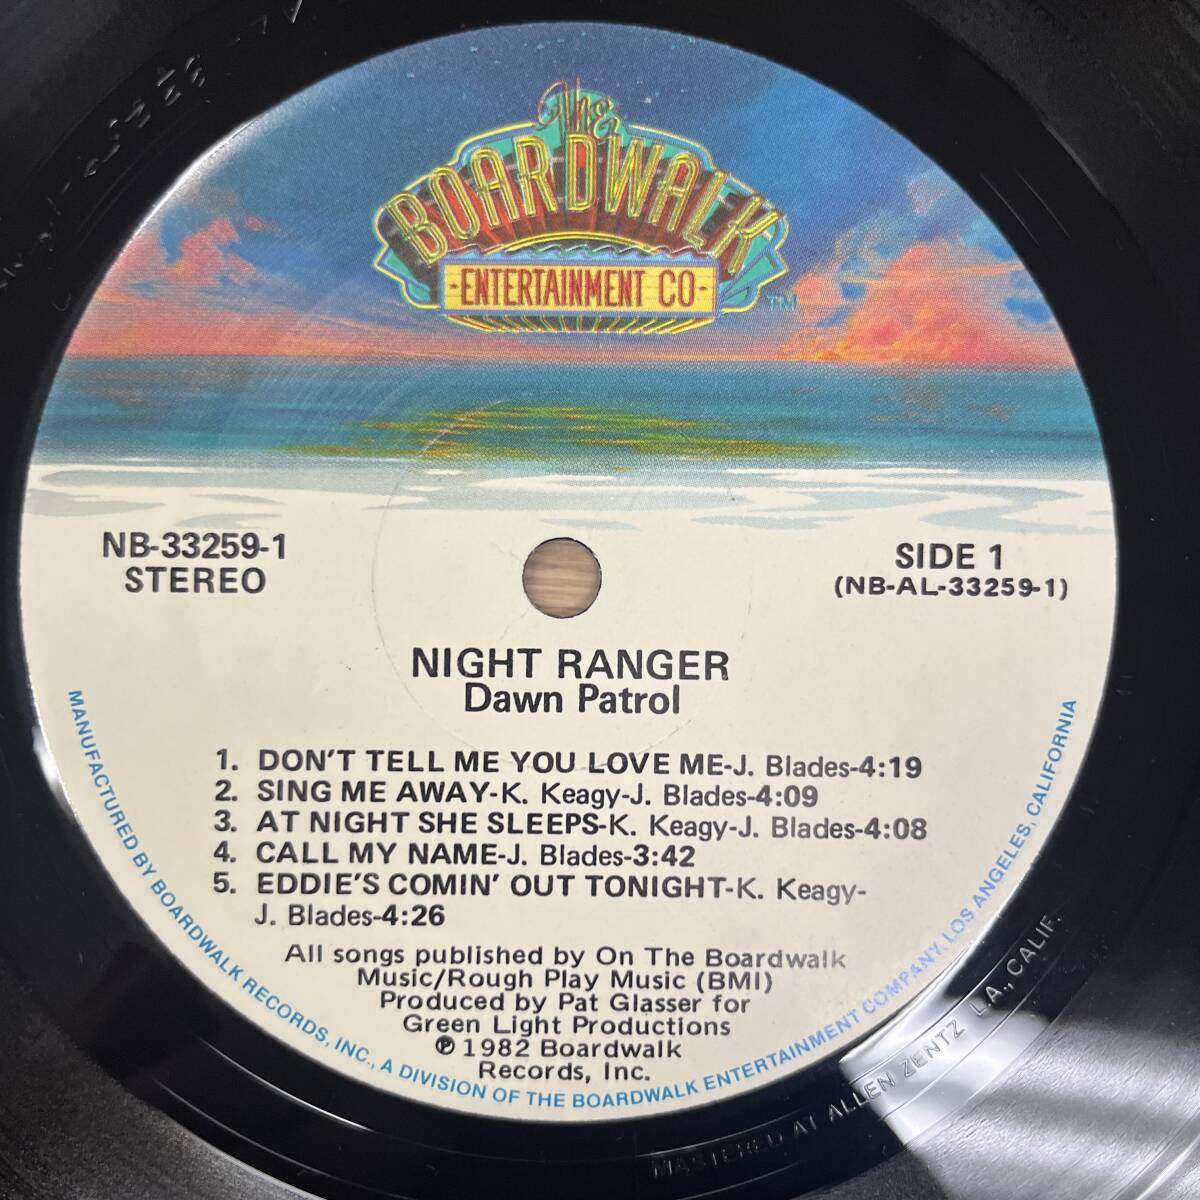 The
BOARDWALK
-ENTERTAINMENT CO-
TM
NB-33259-1
STEREO
SIDE 1
(NB-AL-33259-1)
NIGHT RANGER
Dawn Patrol
1. DON'T TELL ME YOU LOVE ME-J. Blades-4:19
2. SING ME AWAY-K. Keagy-J. Blades-4:09
3. AT NIGHT SHE SLEEPS-K. Keagy-J. Blades-4:08
4. CALL MY NAME-J. Blades-3:42
5. EDDIE'S COMIN' OUT TONIGHT-K. Keagy-
J. Blades-4:26
All songs published by On The Boardwalk
Music/Rough Play Music (BMI)
Produced by Pat Glasser for
Green Light Productions
℗ 1982 Boardwalk
Records, Inc.
MANUFACTURED BY BOARDWALK RECORDS, INC., A DIVISION OF THE BOARDWALK ENTERTAINMENT COMPANY, LOS ANGELES, CALIFORNIA
MASTERED AT ALLEN ZENTZ L.A., CALIF.